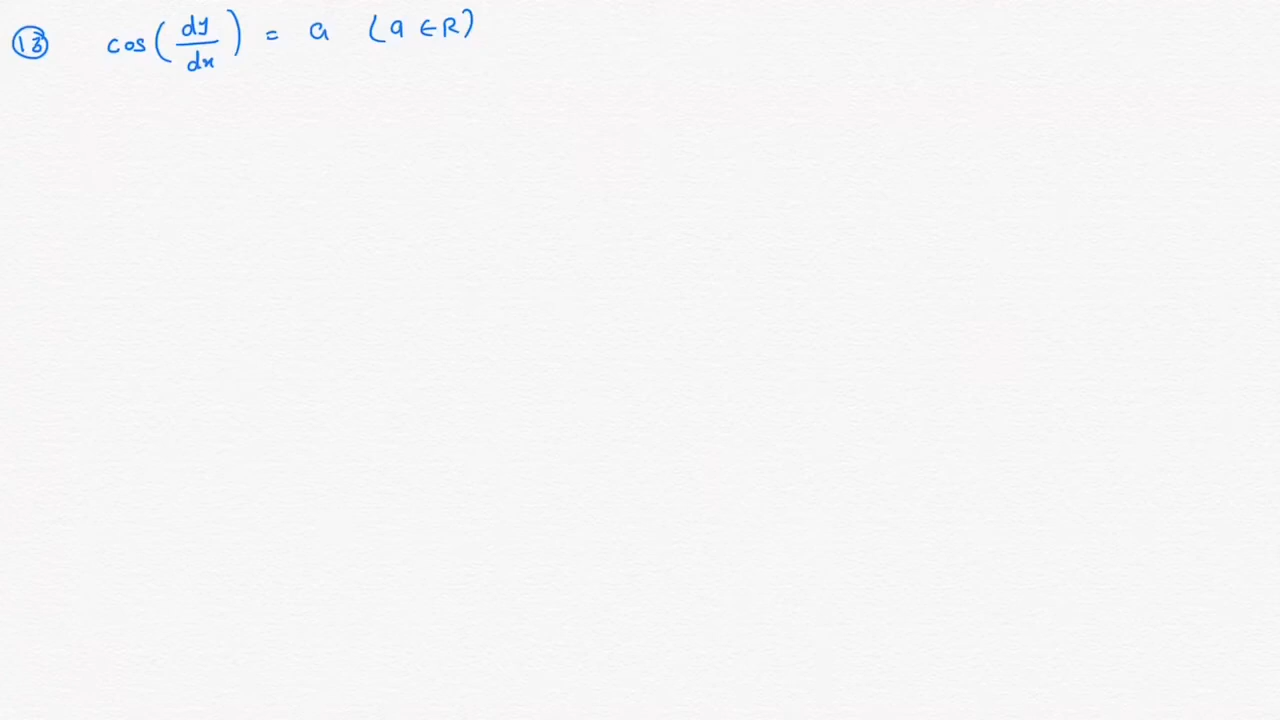 (13) cos(dy/dx) = a (a ∈ R)